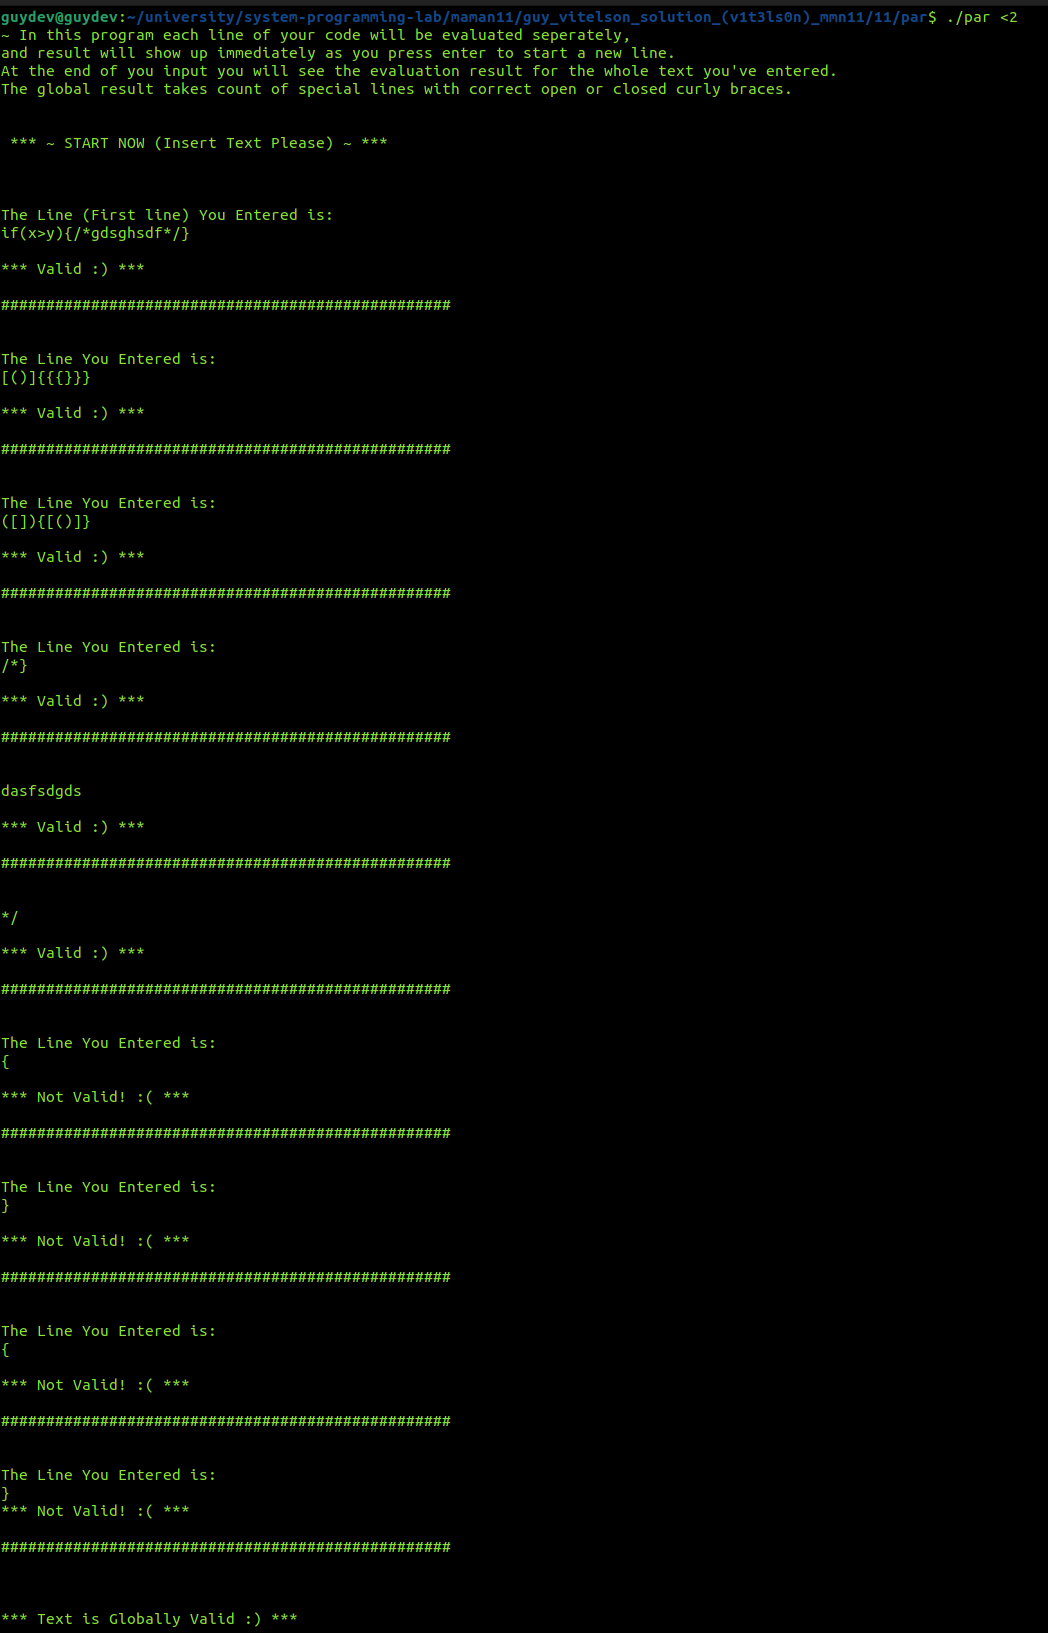 guydev@guydev:~/university/system-programming-lab/maman11/guy_vitelson_solution_(v1t3ls0n)_mmn11/11/par$ ./par <2
~ In this program each line of your code will be evaluated seperately,
and result will show up immediately as you press enter to start a new line.
At the end of you input you will see the evaluation result for the whole text you've entered.
The global result takes count of special lines with correct open or closed curly braces.
*** ~ START NOW (Insert Text Please) ~ ***
The Line (First line) You Entered is:
if(x>y){/*gdsghsdf*/}
*** Valid :) ***
##################################################
The Line You Entered is:
[()]{{{}}}
*** Valid :) ***
##################################################
The Line You Entered is:
([]){[()]}
*** Valid :) ***
##################################################
The Line You Entered is:
/*}
*** Valid :) ***
##################################################
dasfsdgds
*** Valid :) ***
##################################################
*/
*** Valid :) ***
##################################################
The Line You Entered is:
{
*** Not Valid! :( ***
##################################################
The Line You Entered is:
}
*** Not Valid! :( ***
##################################################
The Line You Entered is:
{
*** Not Valid! :( ***
##################################################
The Line You Entered is:
}
*** Not Valid! :( ***
##################################################
*** Text is Globally Valid :) ***